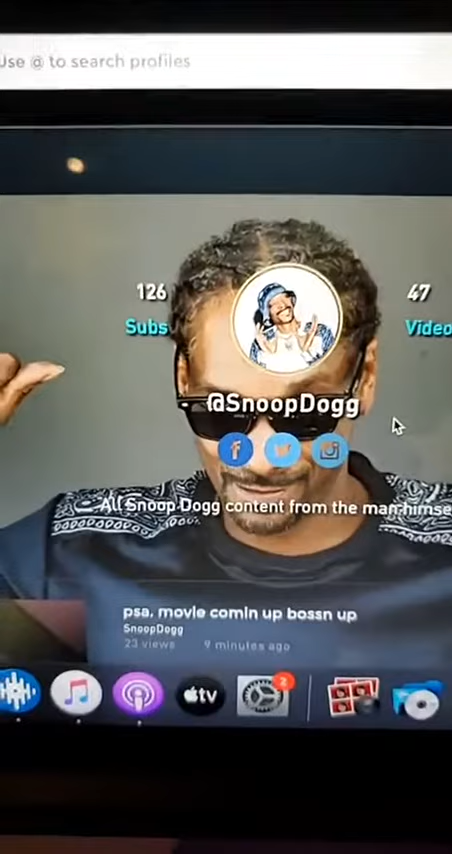 Use @ to search profiles
126
47
Subs
Video
@SnoopDogg
All Snoop Dogg content from the man himse
psa, movie comin up bossn up
SnoopDogg
23 views 9 minutes ago
tv
2